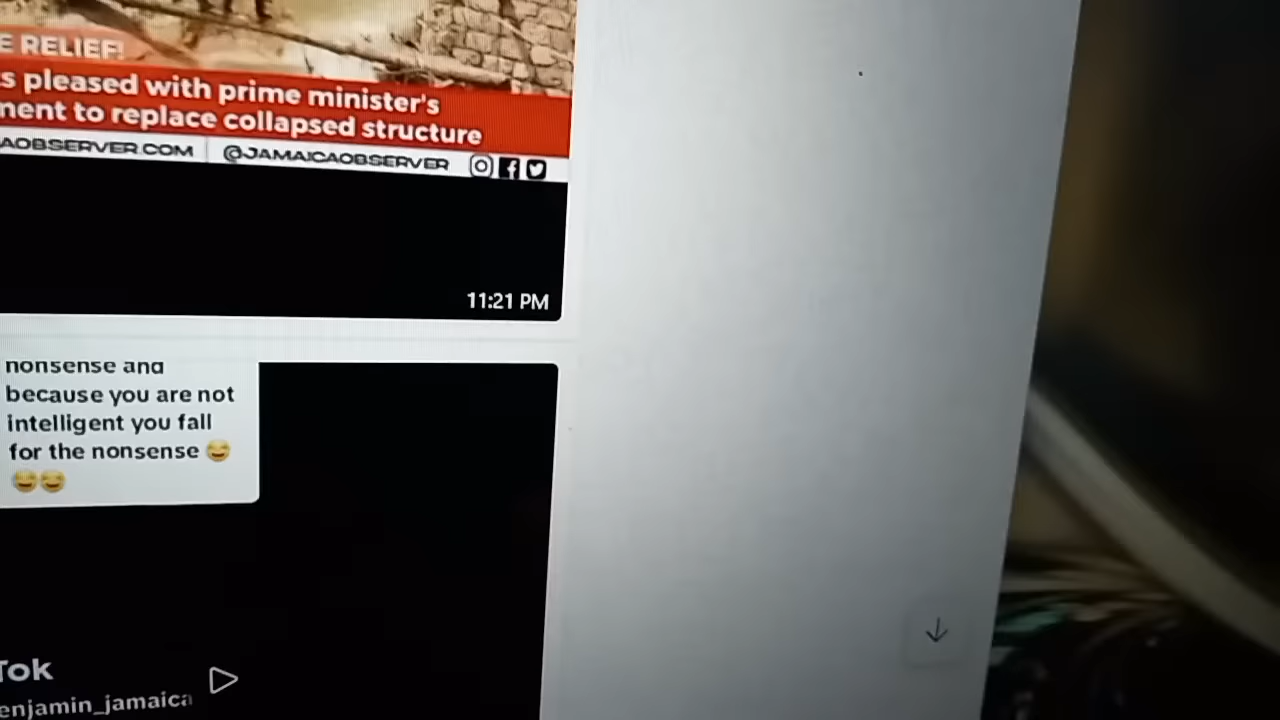 E RELIEF!
s pleased with prime minister's
ment to replace collapsed structure
AOBSERVER.COM @JAMAICAOBSERVER
11:21 PM
nonsense and
because you are not
intelligent you fall
for the nonsense 😆
😆😆
Tok
enjamin_jamaica